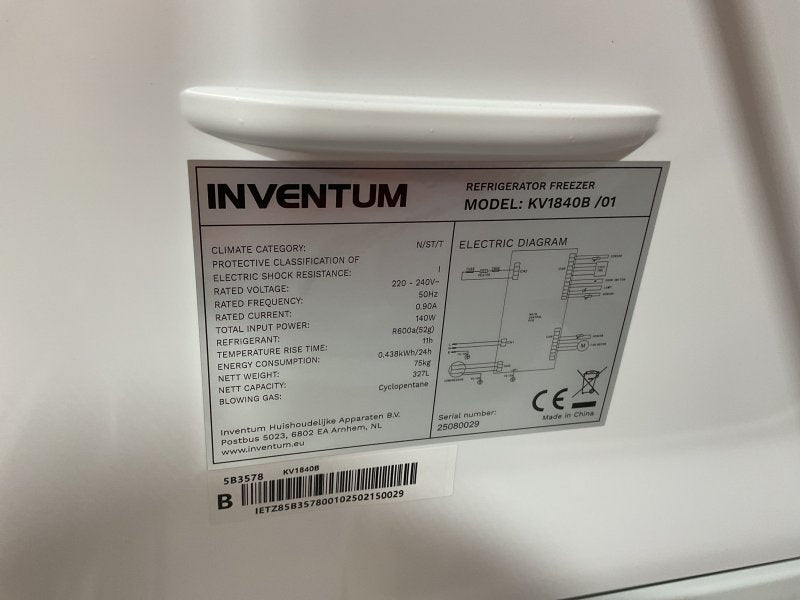 INVENTUM
REFRIGERATOR FREEZER
MODEL: KV1840B /01
CLIMATE CATEGORY: N/ST/T
PROTECTIVE CLASSIFICATION OF
ELECTRIC SHOCK RESISTANCE: I
RATED VOLTAGE: 220 - 240V~
RATED FREQUENCY: 50Hz
RATED CURRENT: 0.90A
TOTAL INPUT POWER: 140W
REFRIGERANT: R600a(52g)
TEMPERATURE RISE TIME: 11h
ENERGY CONSUMPTION: 0.438kWh/24h
NETT WEIGHT: 75kg
NETT CAPACITY: 327L
BLOWING GAS: Cyclopentane
Inventum Huishoudelijke Apparaten B.V.
Postbus 5023, 6802 EA Arnhem, NL
www.inventum.eu
ELECTRIC DIAGRAM
CE
Made in China
Serial number:
25080029
5B3578 KV1840B
B
IETZ85B357800102502150029